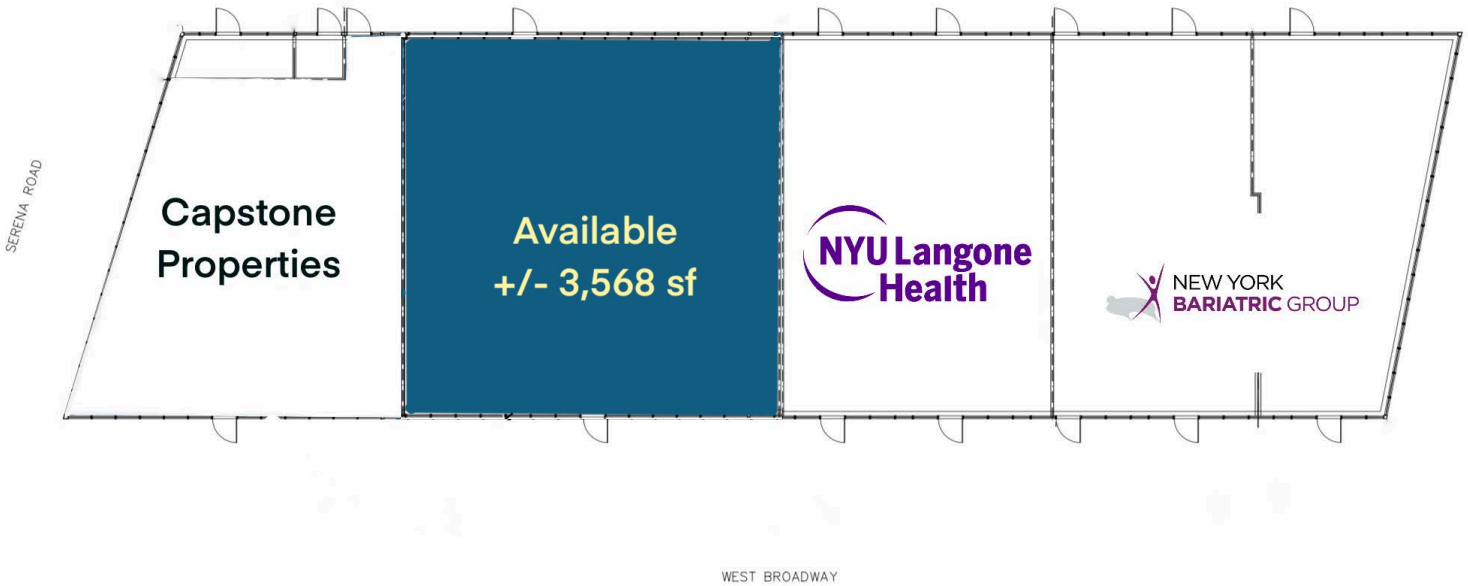 SERENA ROAD
Capstone
Properties
Available
+/- 3,568 sf
NYU Langone
Health
NEW YORK
BARIATRIC GROUP
WEST BROADWAY